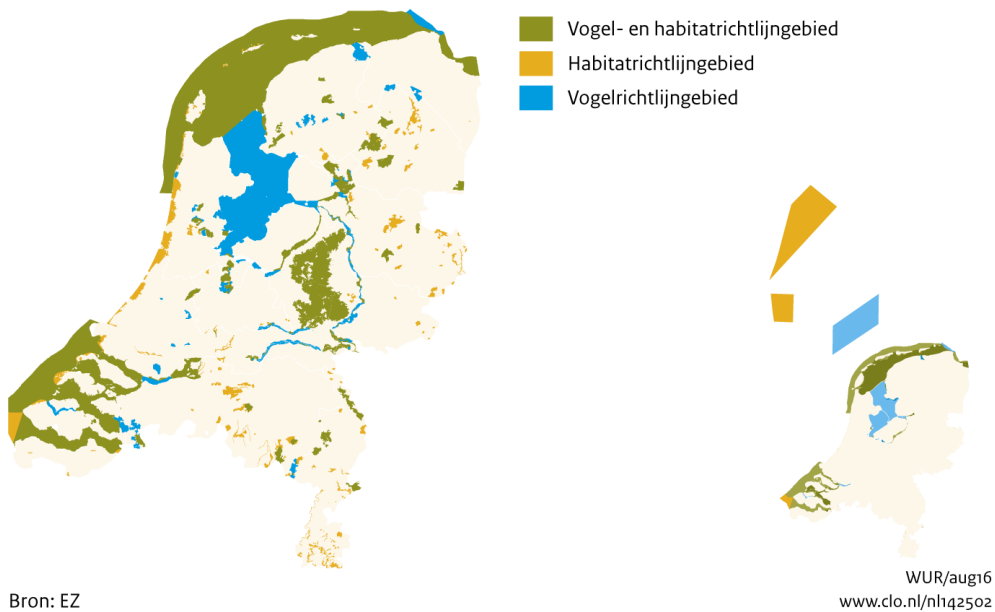 Vogel- en habitatrichtlijngebied
Habitatrichtlijngebied
Vogelrichtlijngebied
Bron: EZ
WUR/aug16
www.clo.nl/nl142502